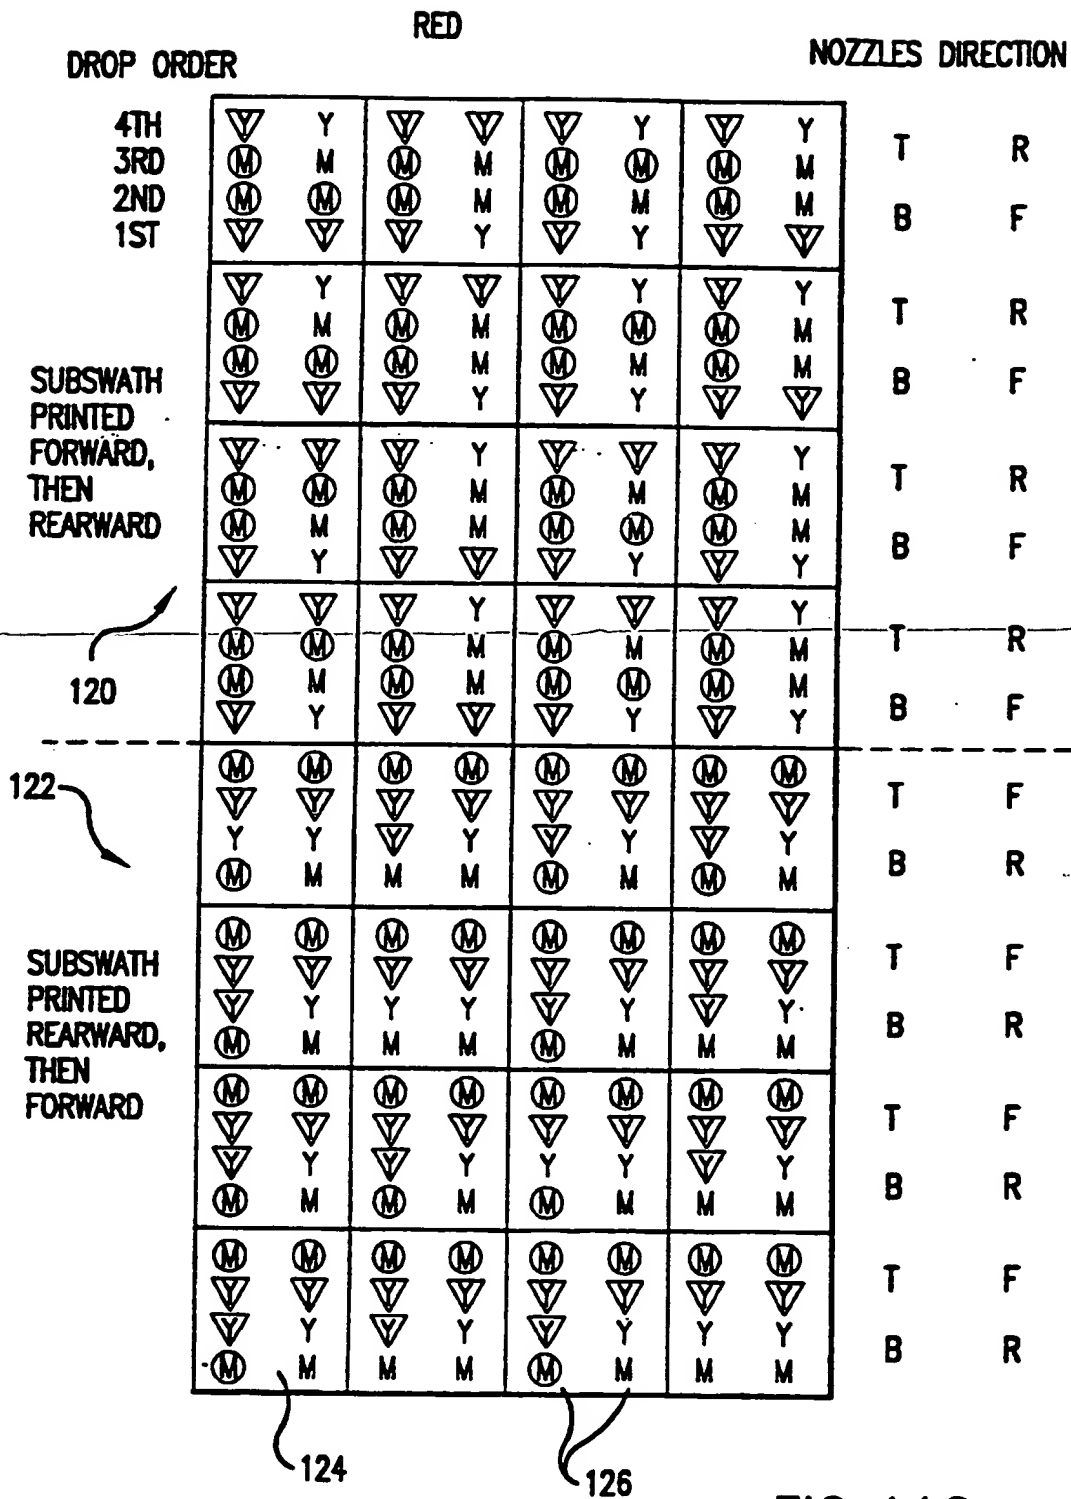 RED
DROP ORDER
NOZZLES DIRECTION
4TH Y Y Y Y Y Y Y Y
T R
3RD M M M M M M M M
2ND M M M M M M M M
B F
1ST Y Y Y Y Y Y Y Y
Y Y Y Y Y Y Y Y
T R
M M M M M M M M
M M M M M M M M
B F
Y Y Y Y Y Y Y Y
SUBSWATH
PRINTED
FORWARD,
THEN
REARWARD
Y Y Y Y Y Y Y Y
T R
M M M M M M M M
M M M M M M M M
B F
Y Y Y Y Y Y Y Y
Y Y Y Y Y Y Y Y
T R
M M M M M M M M
120
M M M M M M M M
B F
Y Y Y Y Y Y Y Y
122
M M M M M M M M
T F
Y Y Y Y Y Y Y Y
Y Y Y Y Y Y Y Y
B R
M M M M M M M M
SUBSWATH
PRINTED
REARWARD,
THEN
FORWARD
M M M M M M M M
T F
Y Y Y Y Y Y Y Y
Y Y Y Y Y Y Y Y
B R
M M M M M M M M
M M M M M M M M
T F
Y Y Y Y Y Y Y Y
Y Y Y Y Y Y Y Y
B R
M M M M M M M M
M M M M M M M M
T F
Y Y Y Y Y Y Y Y
Y Y Y Y Y Y Y Y
B R
M M M M M M M M
124
126